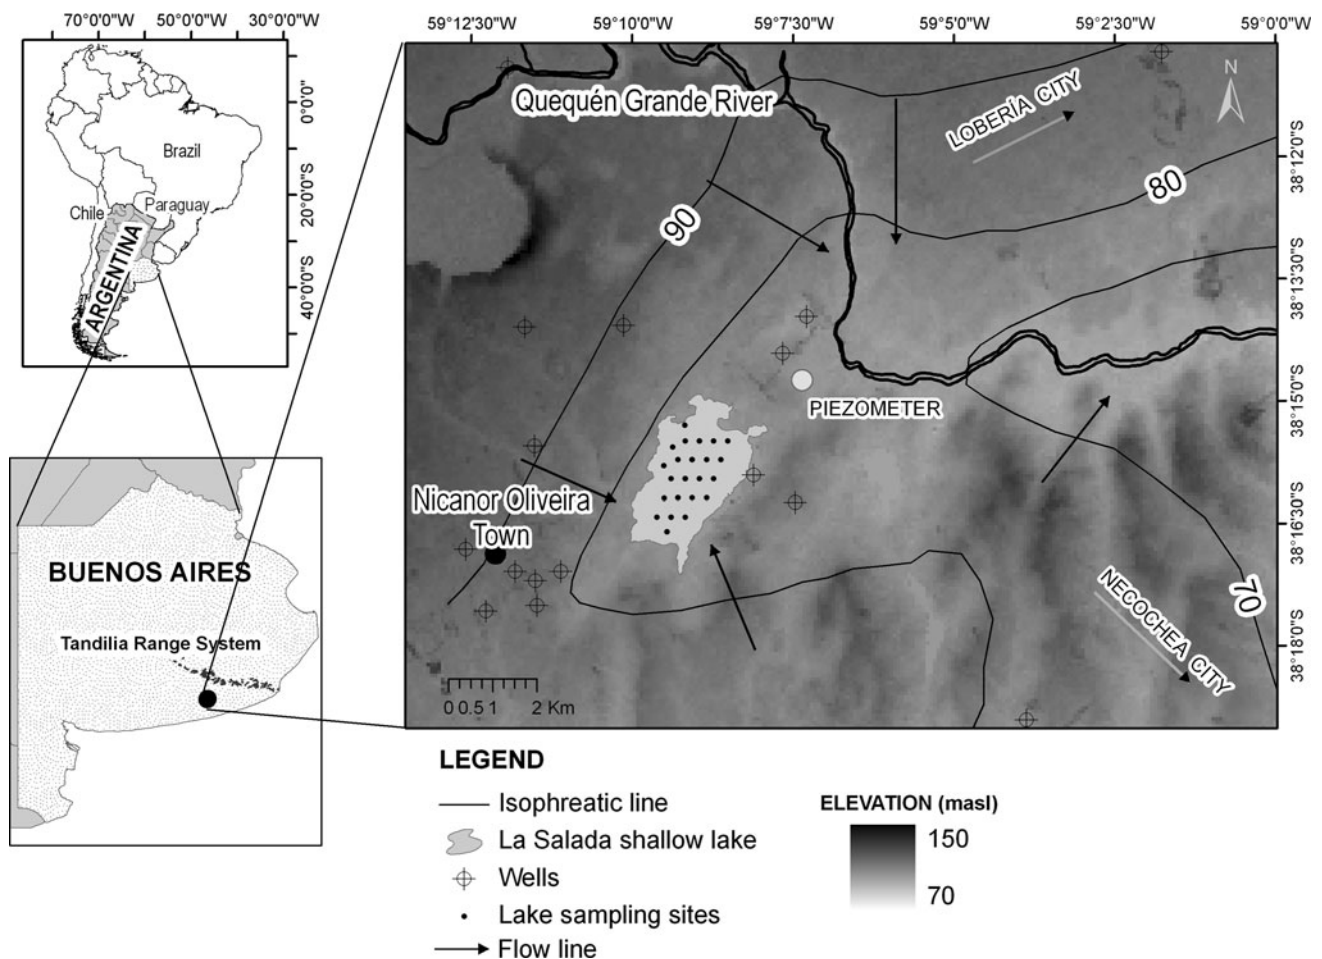 70°0'0"W 50°0'0"W 30°0'0"W
0°0'0"
20°0'0"S
40°0'0"S
Brazil
Chile
Paraguay
ARGENTINA
BUENOS AIRES
Tandilia Range System
59°12'30"W 59°10'0"W 59°7'30"W 59°5'0"W 59°2'30"W 59°0'0"W
38°12'0"S
38°13'30"S
38°15'0"S
38°16'30"S
38°18'0"S
N
Quequén Grande River
LOBERÍA CITY
90
80
PIEZOMETER
Nicanor Oliveira
Town
70
NECOCHEA CITY
0 0.5 1 2 Km
LEGEND
Isophreatic line
La Salada shallow lake
Wells
Lake sampling sites
Flow line
ELEVATION (masl)
150
70